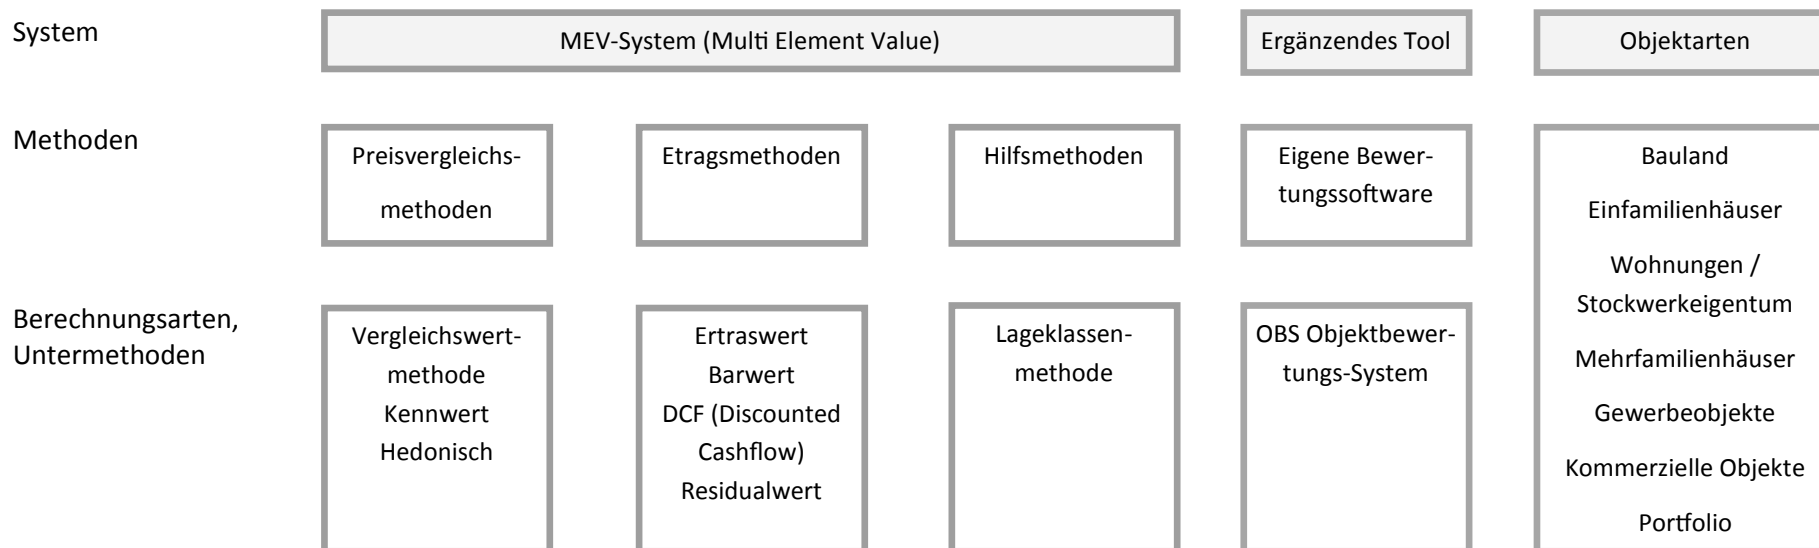 System
MEV-System (Multi Element Value)
Ergänzendes Tool
Objektarten
Methoden
Preisvergleichs-
methoden
Etragsmethoden
Hilfsmethoden
Eigene Bewer-
tungssoftware
Bauland
Einfamilienhäuser
Wohnungen /
Stockwerkeigentum
Mehrfamilienhäuser
Gewerbeobjekte
Kommerzielle Objekte
Portfolio
Berechnungsarten,
Untermethoden
Vergleichswert-
methode
Kennwert
Hedonisch
Ertraswert
Barwert
DCF (Discounted
Cashflow)
Residualwert
Lageklassen-
methode
OBS Objektbewer-
tungs-System